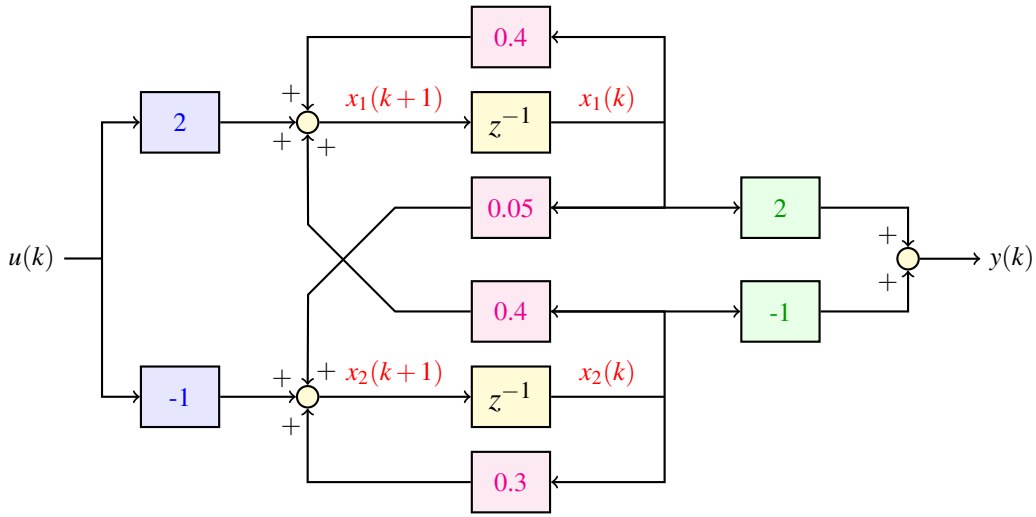 0.4
+
x₁(k+1)
x₁(k)
2
z⁻¹
+
+
0.05
2
+
u(k)
y(k)
+
0.4
-1
+
+
x₂(k+1)
x₂(k)
-1
z⁻¹
+
0.3